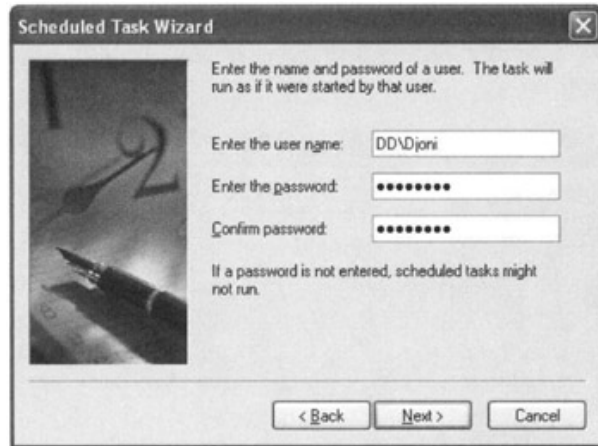 Scheduled Task Wizard
Enter the name and password of a user. The task will
run as if it were started by that user.
Enter the user name: DD\Djoni
Enter the password: ••••••••
Confirm password: ••••••••
If a password is not entered, scheduled tasks might
not run.
< Back Next > Cancel